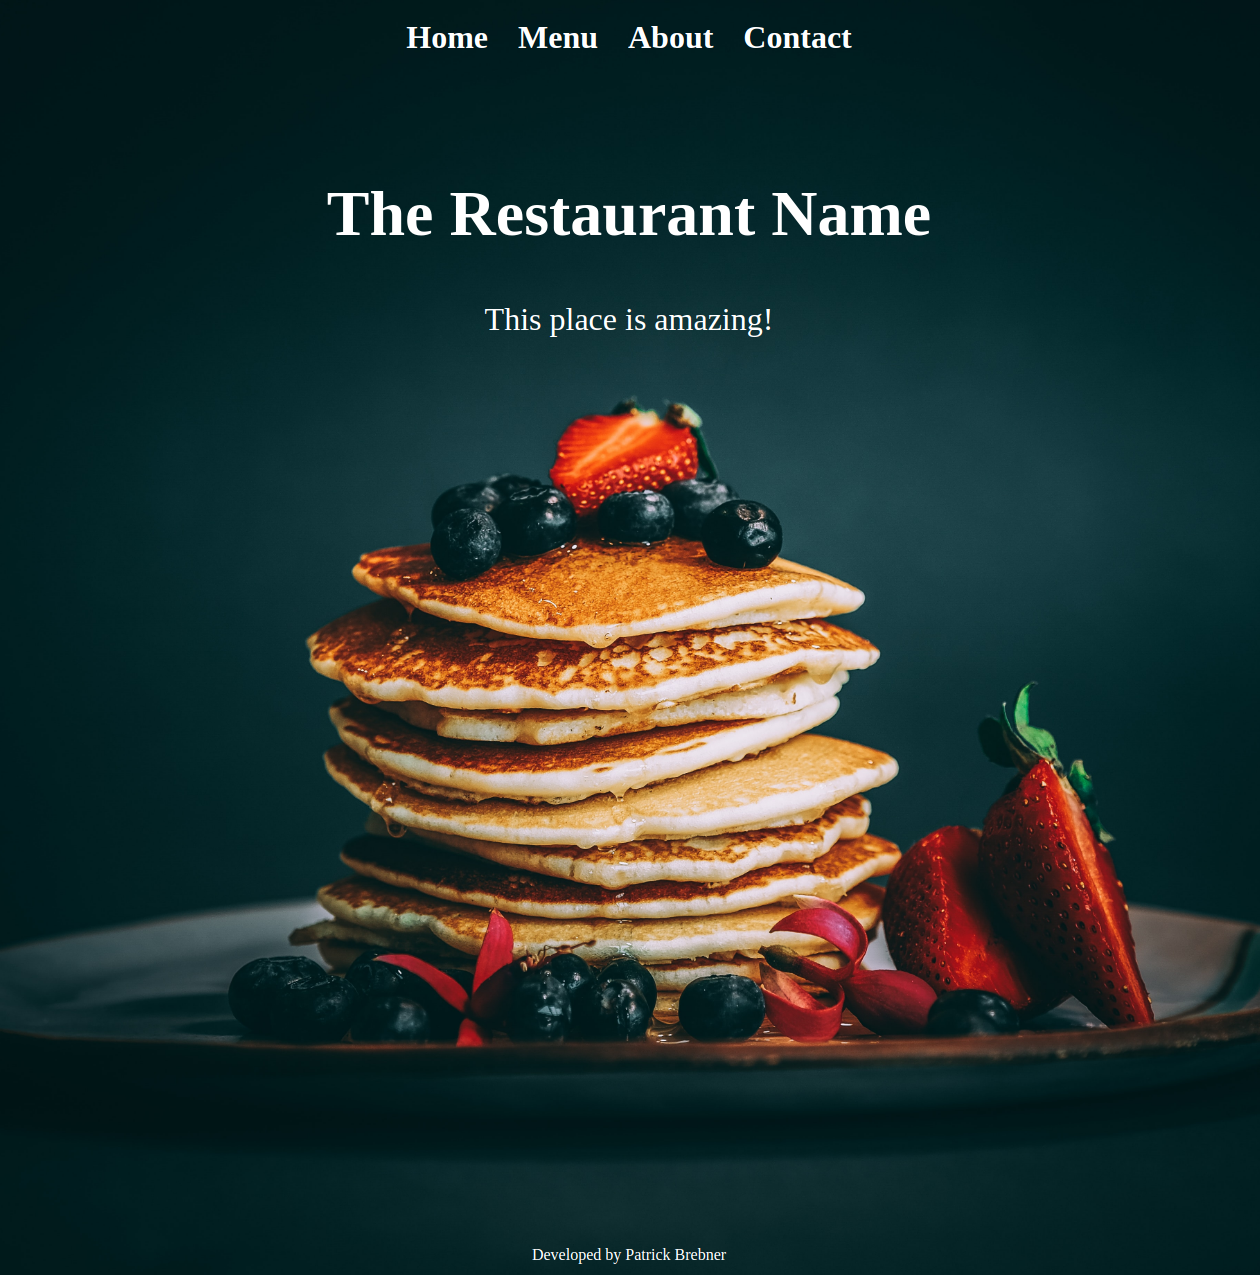 Home Menu About Contact
The Restaurant Name
This place is amazing!
Developed by Patrick Brebner